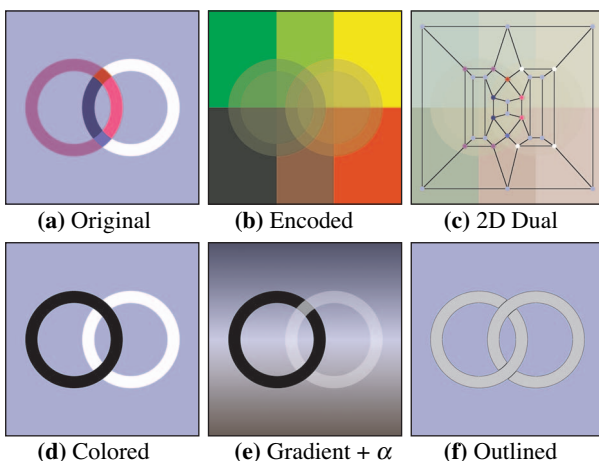 (a) Original (b) Encoded (c) 2D Dual
(d) Colored (e) Gradient + α (f) Outlined